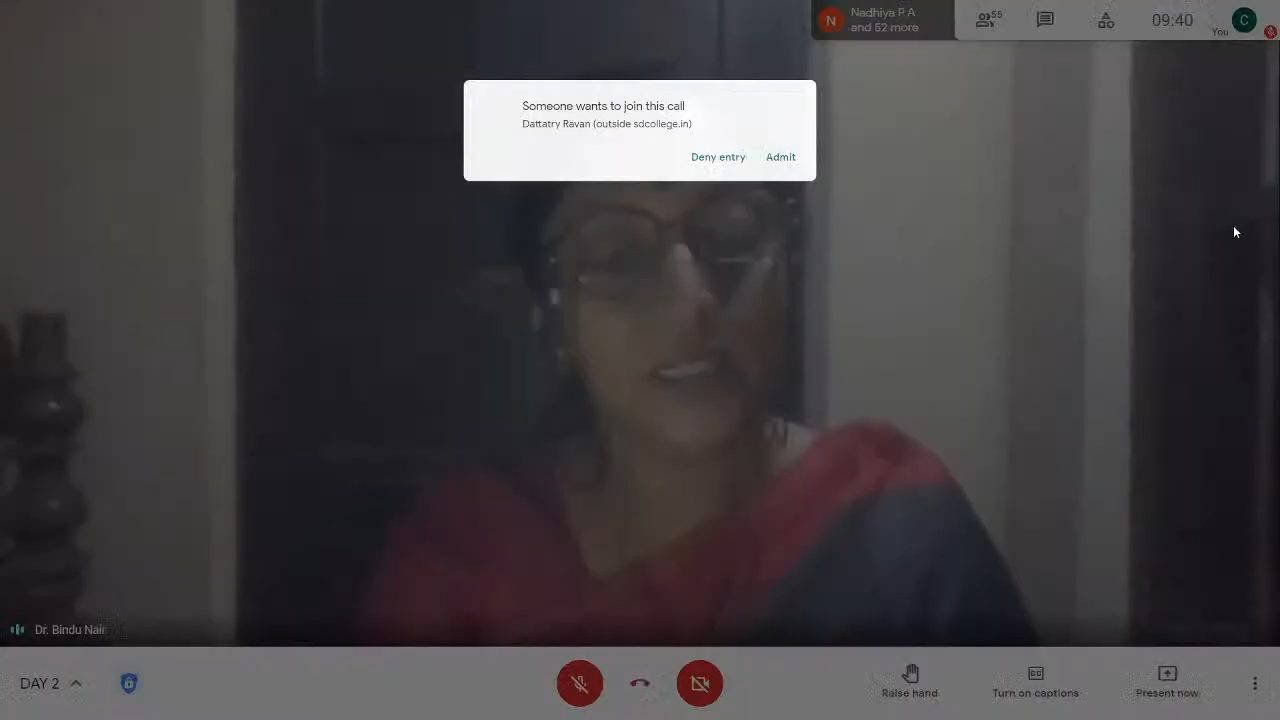 N
Nadhiya P A
and 52 more
55
09:40
You
C
Someone wants to join this call
Dattatry Ravan (outside sdcollege.in)
Deny entry
Admit
Dr. Bindu Nair
DAY 2
Raise hand
CC
Turn on captions
Present now